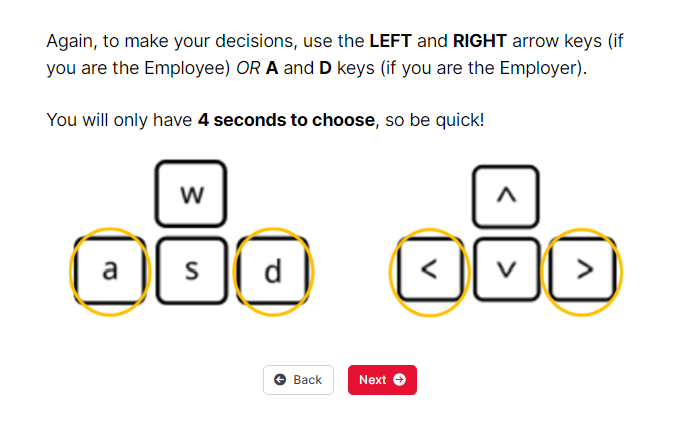 Again, to make your decisions, use the LEFT and RIGHT arrow keys (if
you are the Employee) OR A and D keys (if you are the Employer).
You will only have 4 seconds to choose, so be quick!
w ^
a s d < v >
Back Next